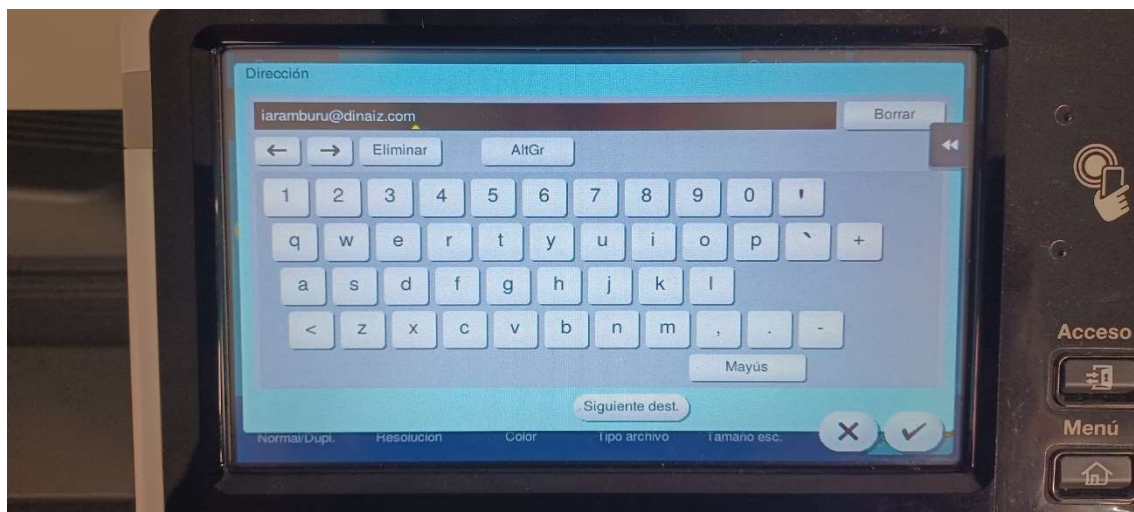 Dirección
iaramburu@dinaiz.com
Borrar
← → Eliminar AltGr
1 2 3 4 5 6 7 8 9 0 '
q w e r t y u i o p ` +
a s d f g h j k l
< z x c v b n m , . -
Mayús
Siguiente dest.
Normal/Dupl. Resolución Color Tipo archivo Tamaño esc.
Acceso
Menú